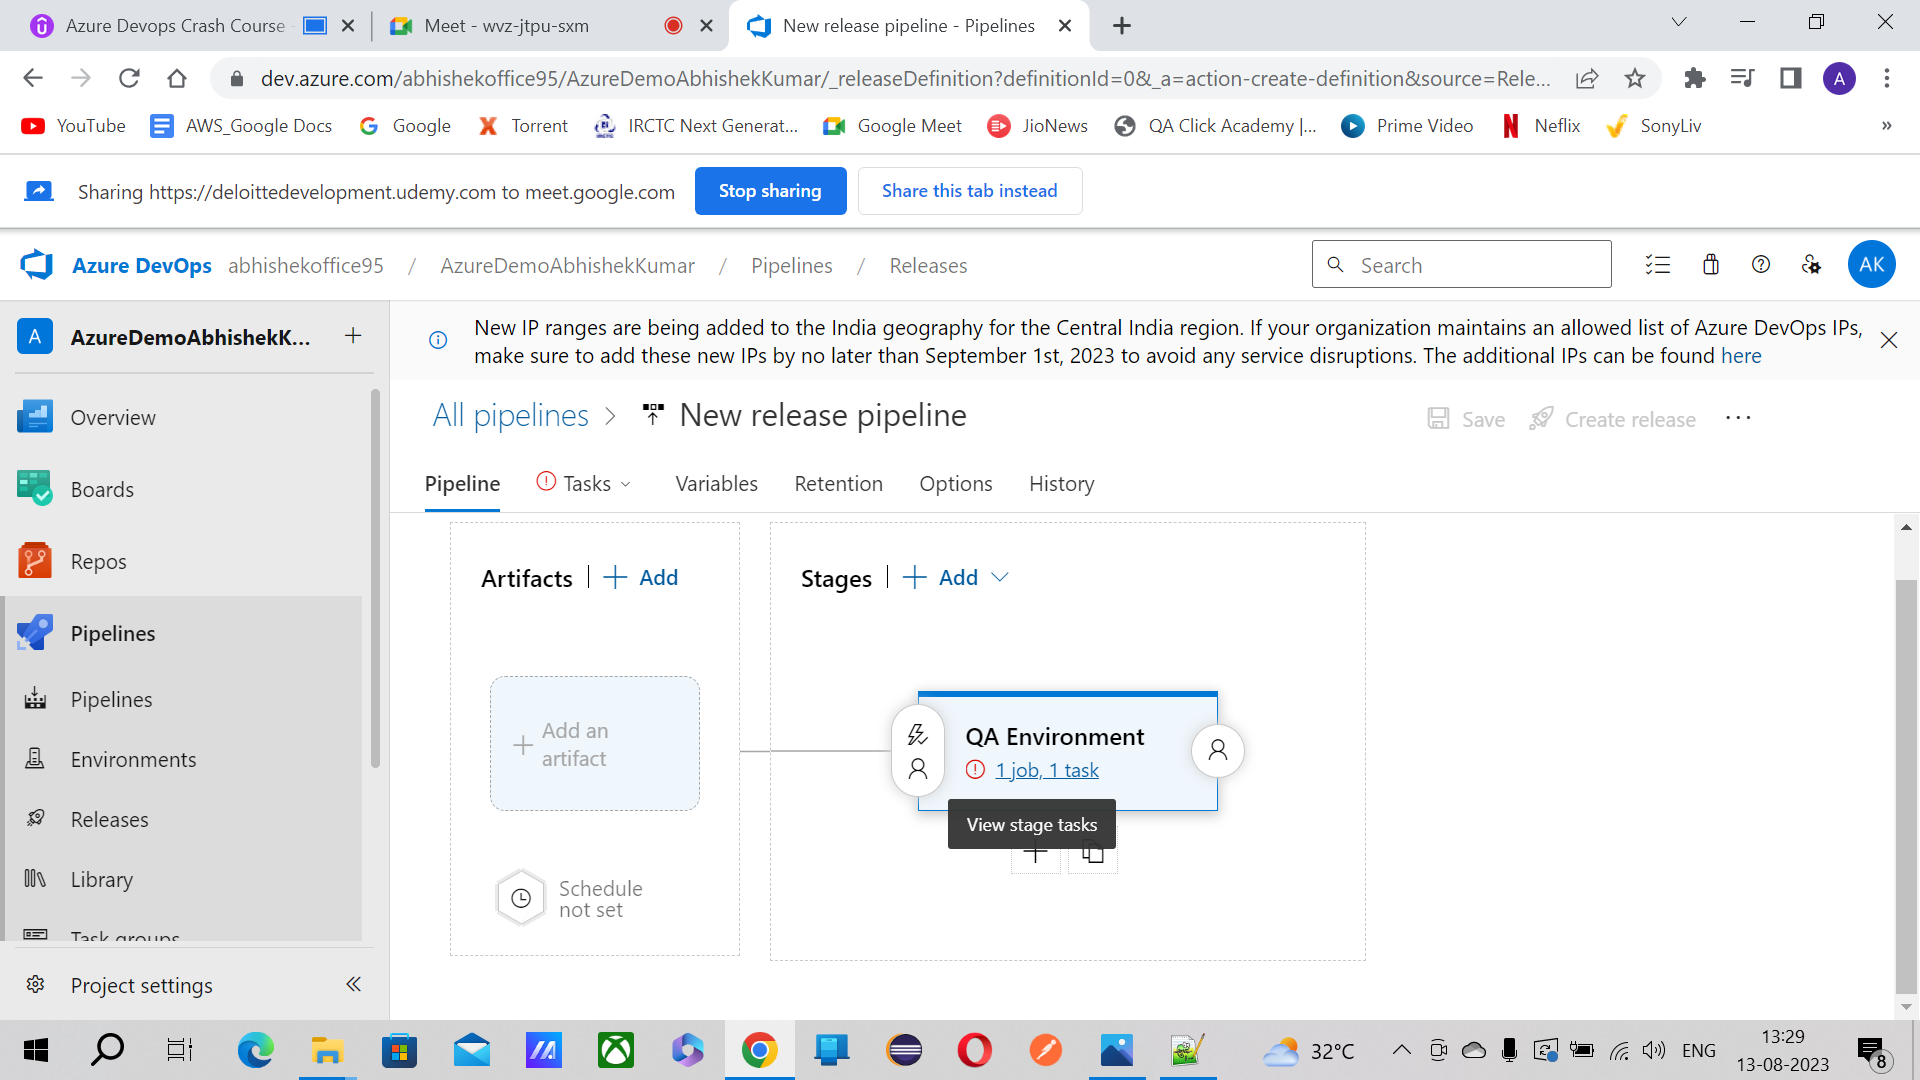 Azure Devops Crash Course
Meet - wvz-jtpu-sxm
New release pipeline - Pipelines
dev.azure.com/abhishekoffice95/AzureDemoAbhishekKumar/_releaseDefinition?definitionId=0&_a=action-create-definition&source=Rele...
A
YouTube
AWS_Google Docs
Google
Torrent
IRCTC Next Generat...
Google Meet
JioNews
QA Click Academy |...
Prime Video
Neflix
SonyLiv
»
Sharing https://deloittedevelopment.udemy.com to meet.google.com
Stop sharing
Share this tab instead
Azure DevOps
abhishekoffice95 / AzureDemoAbhishekKumar / Pipelines / Releases
Search
AK
A
AzureDemoAbhishekK...
New IP ranges are being added to the India geography for the Central India region. If your organization maintains an allowed list of Azure DevOps IPs,
make sure to add these new IPs by no later than September 1st, 2023 to avoid any service disruptions. The additional IPs can be found here
Overview
Boards
Repos
Pipelines
Pipelines
Environments
Releases
Library
Task groups
Project settings
All pipelines > New release pipeline
Save
Create release
...
Pipeline
Tasks
Variables
Retention
Options
History
Artifacts | + Add
Add an
artifact
Schedule
not set
Stages | + Add
QA Environment
1 job, 1 task
View stage tasks
32°C
ENG
13:29
13-08-2023
8